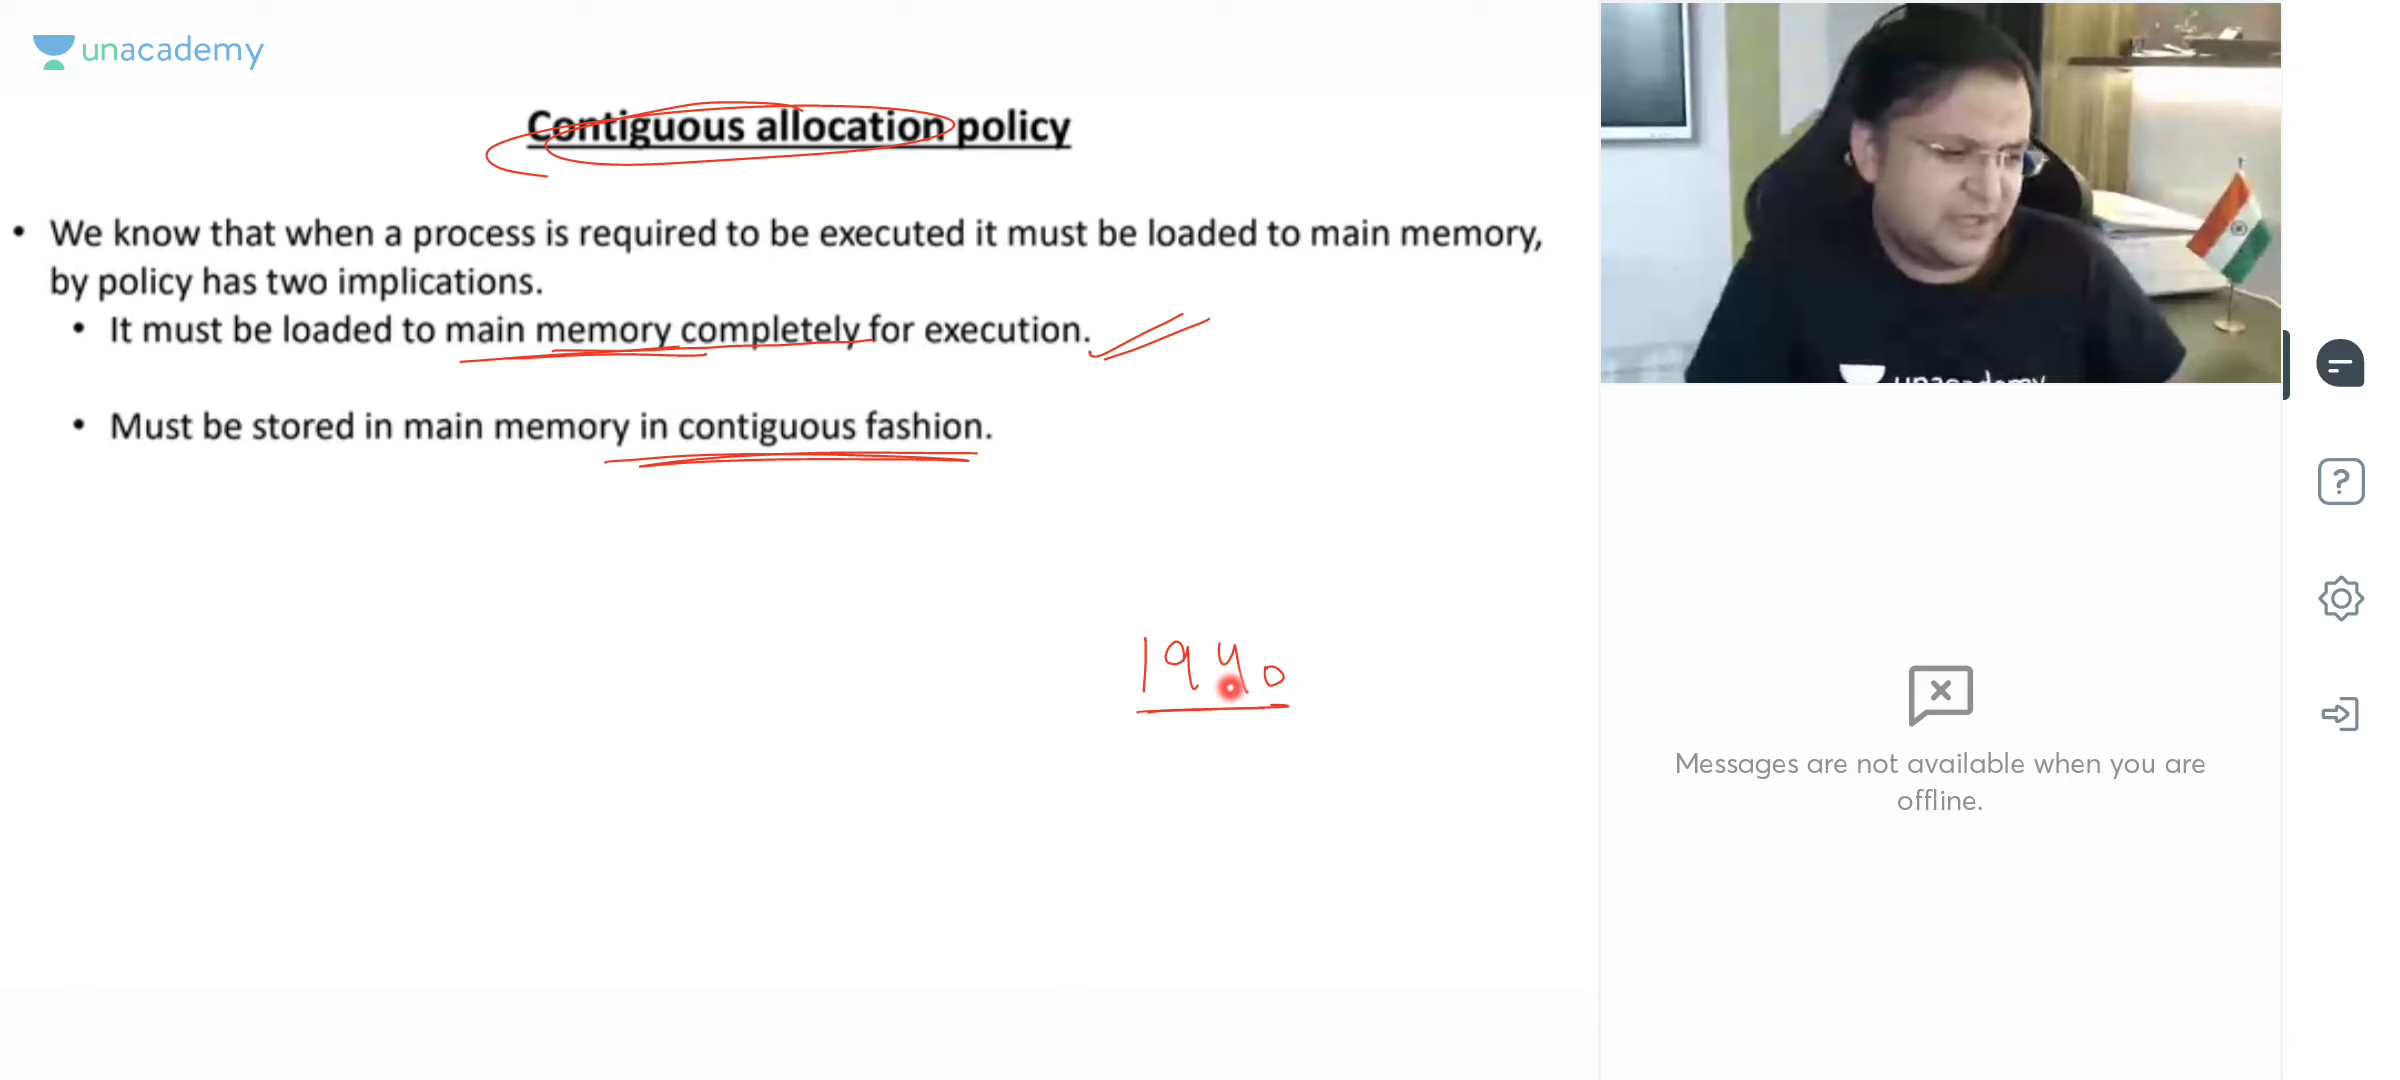 unacademy
Contiguous allocation policy
• We know that when a process is required to be executed it must be loaded to main memory,
by policy has two implications.
• It must be loaded to main memory completely for execution.
• Must be stored in main memory in contiguous fashion.
1940
unacademy
Messages are not available when you are
offline.